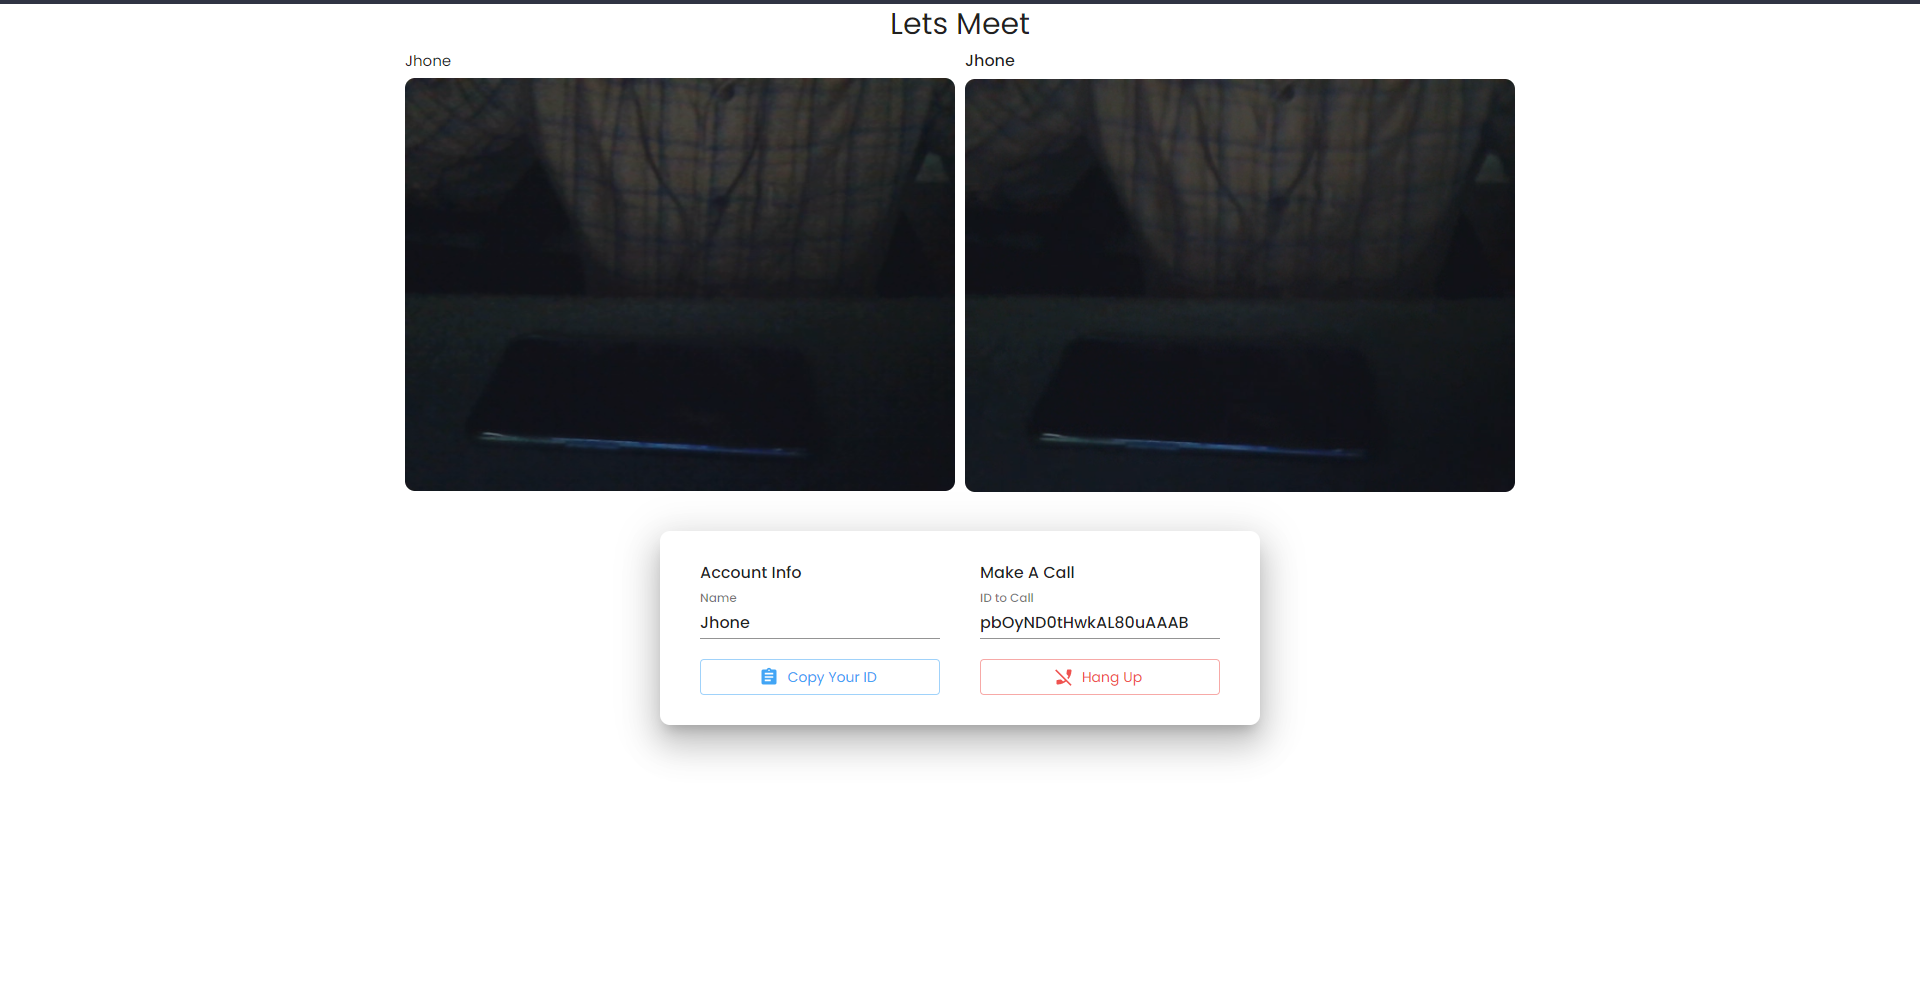 Lets Meet
Jhone
Jhone
Account Info
Name
Jhone
Copy Your ID
Make A Call
ID to Call
pbOyND0tHwkAL80uAAAB
Hang Up